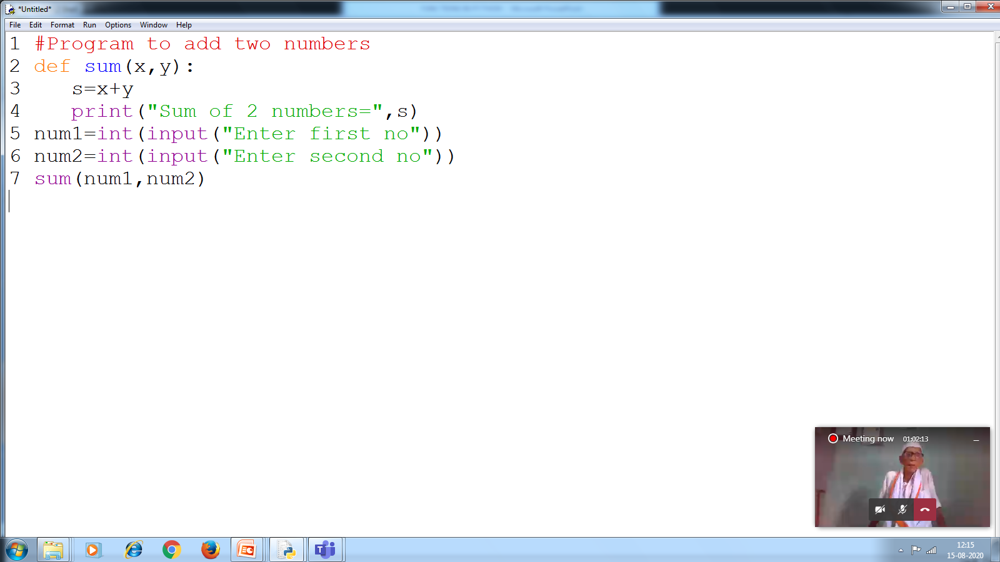 *Untitled*
File Edit Format Run Options Window Help
1 #Program to add two numbers
2 def sum(x,y):
3    s=x+y
4    print("Sum of 2 numbers=",s)
5 num1=int(input("Enter first no"))
6 num2=int(input("Enter second no"))
7 sum(num1,num2)
Meeting now 01:02:13
12:15
15-08-2020